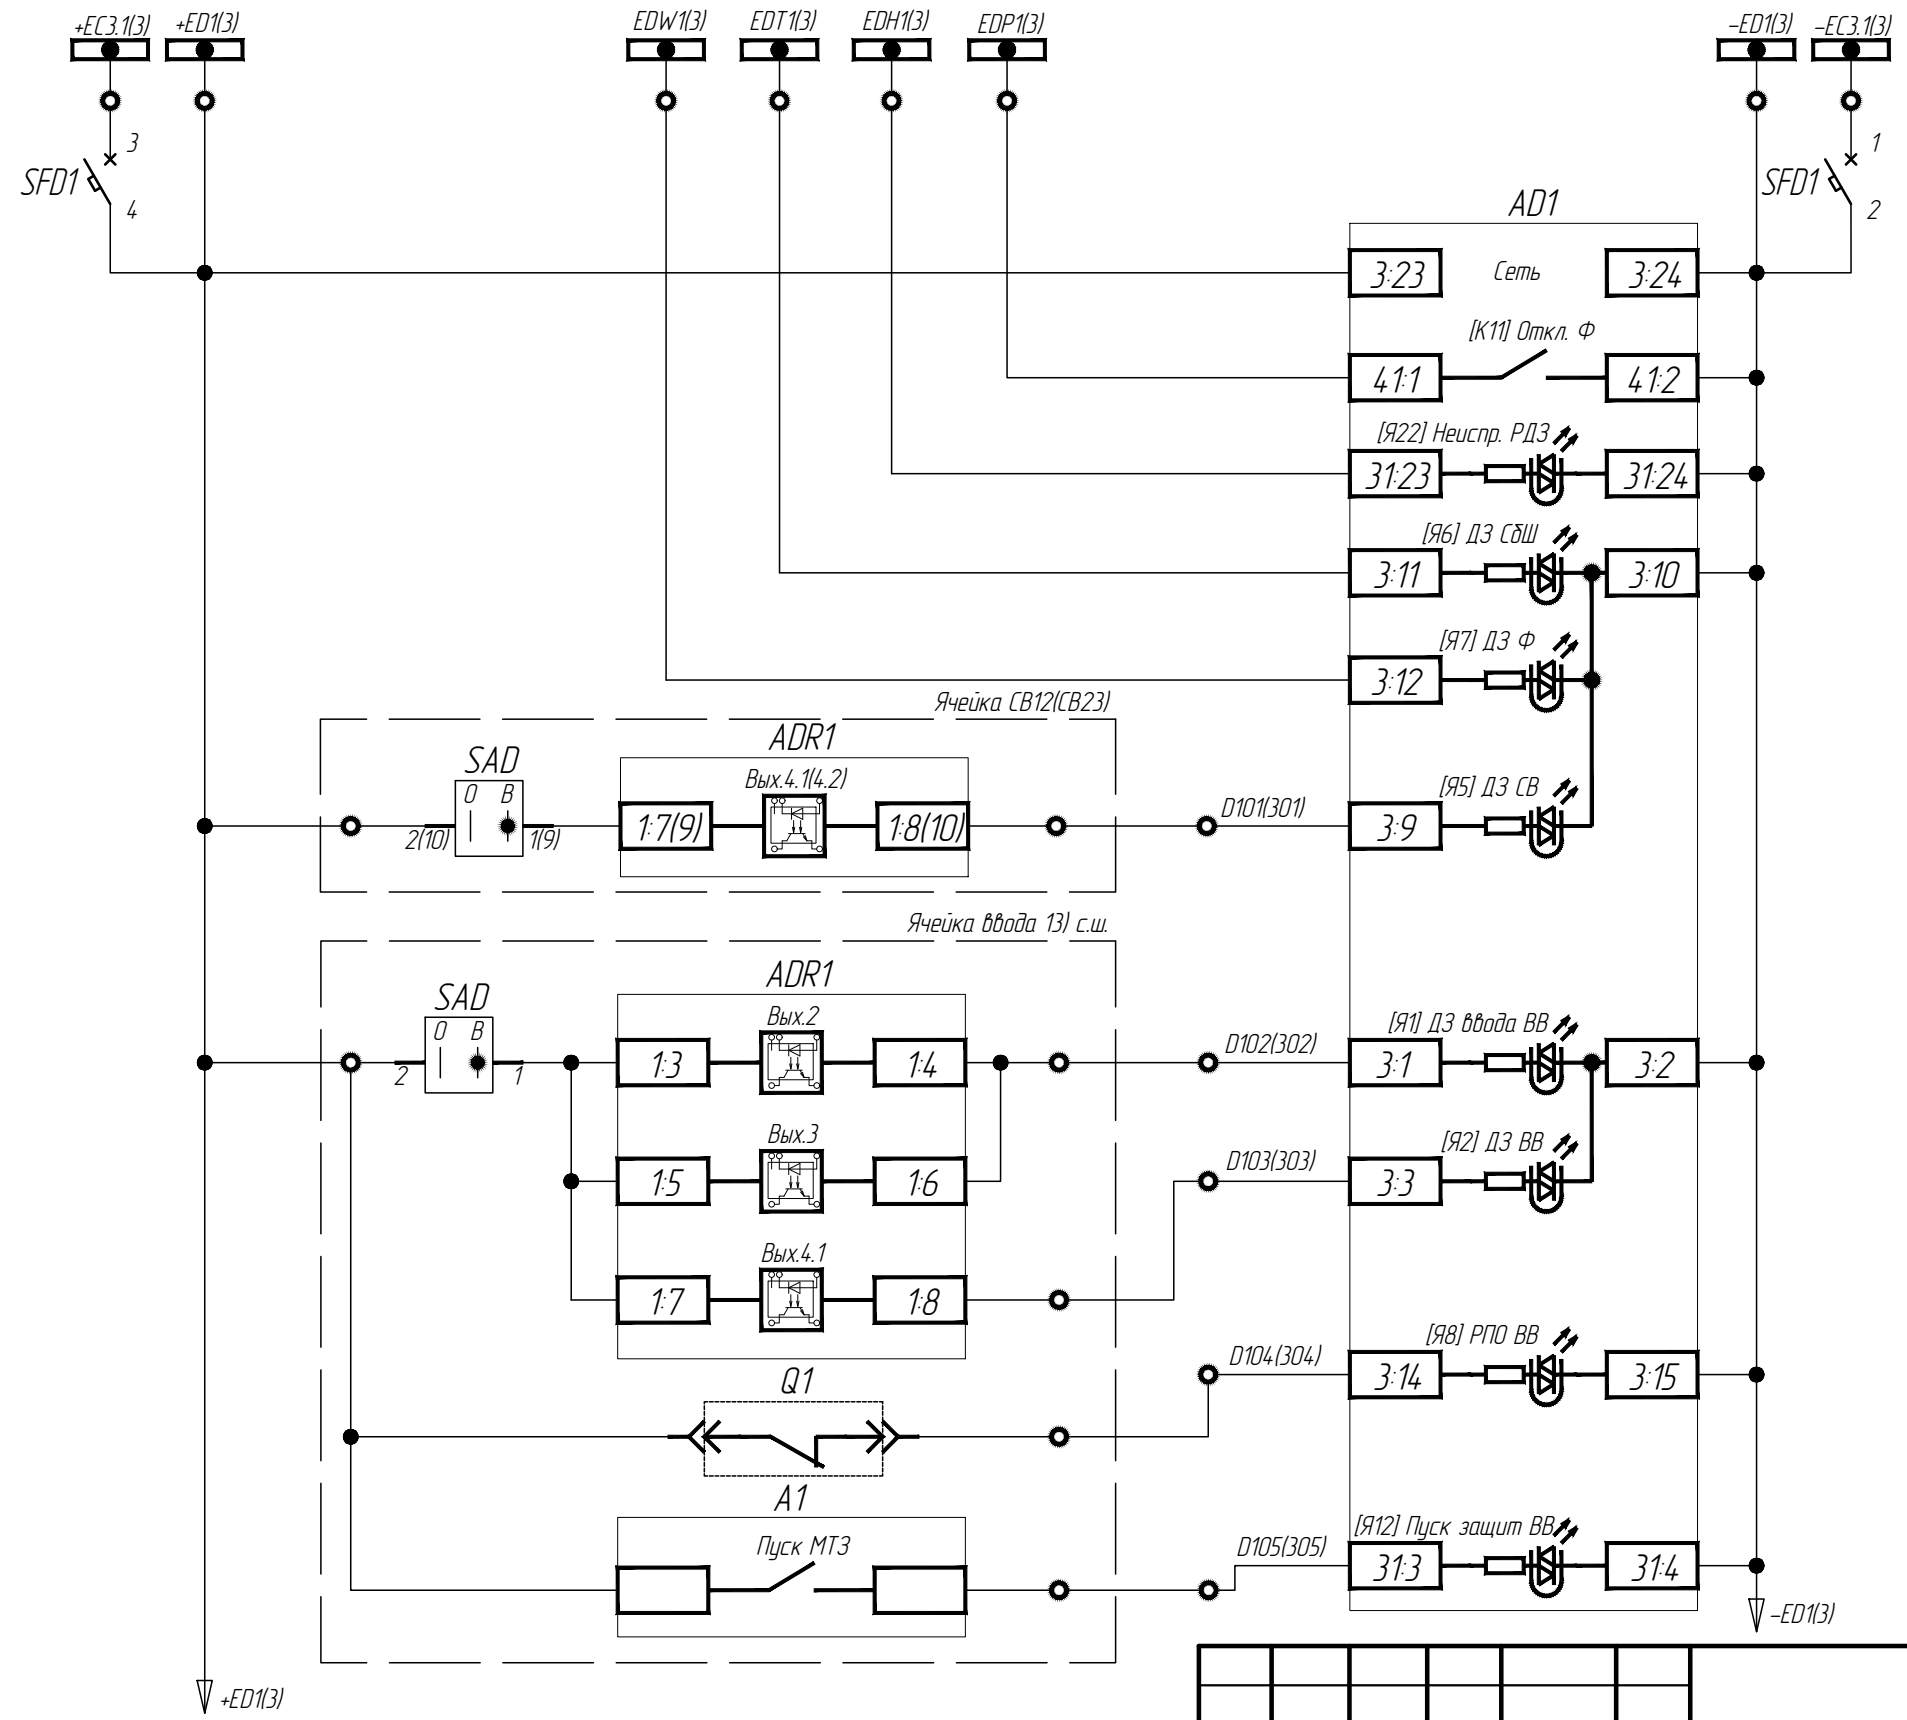 +EC3.1(3) +ED1(3) EDW1(3) EDT1(3) EDH1(3) EDP1(3) -ED1(3) -EC3.1(3)
3 1
SFD1 SFD1
4 2
AD1
3:23 Сеть 3:24
[К11] Откл. Ф
41:1 41:2
[Я22] Неиспр. РДЗ
31:23 31:24
[Я6] ДЗ СбШ
3:11 3:10
[Я7] ДЗ Ф
3:12
Ячейка СВ12(СВ23)
ADR1
SAD
Вых.4.1(4.2)
О В
[Я5] ДЗ СВ
D101(301)
2(10) 1(9) 1:7(9) 1:8(10) 3:9
Ячейка ввода 13) с.ш.
ADR1
SAD
Вых.2
О В
[Я1] ДЗ ввода ВВ
D102(302)
2 1 1:3 1:4 3:1 3:2
Вых.3
[Я2] ДЗ ВВ
D103(303)
1:5 1:6 3:3
Вых.4.1
1:7 1:8
[Я8] РПО ВВ
D104(304)
Q1 3:14 3:15
A1
[Я12] Пуск защит ВВ
Пуск МТЗ
D105(305)
31:3 31:4
-ED1(3)
+ED1(3)